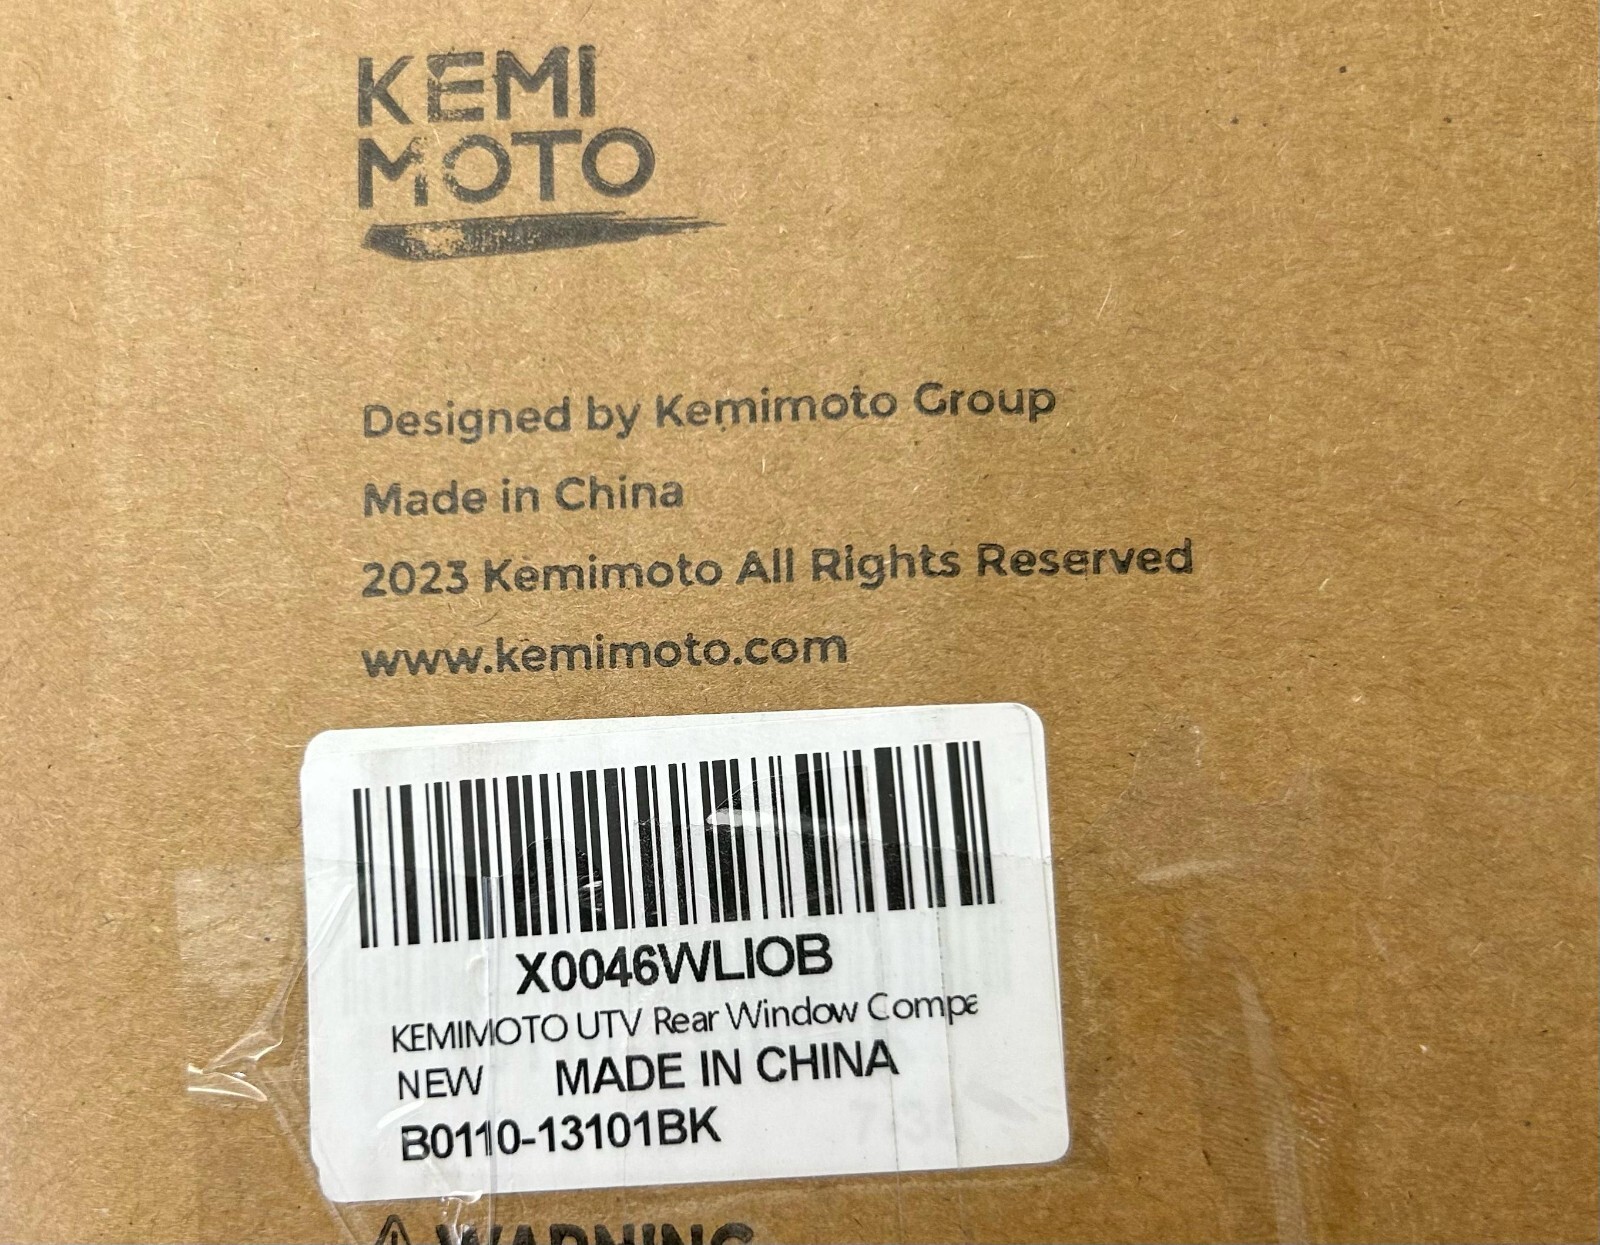 KEMI
MOTO
Designed by Kemimoto Group
Made in China
2023 Kemimoto All Rights Reserved
www.kemimoto.com
X0046WLIOB
KEMIMOTO UTV Rear Window Compa
NEW MADE IN CHINA
B0110-13101BK
WARNING